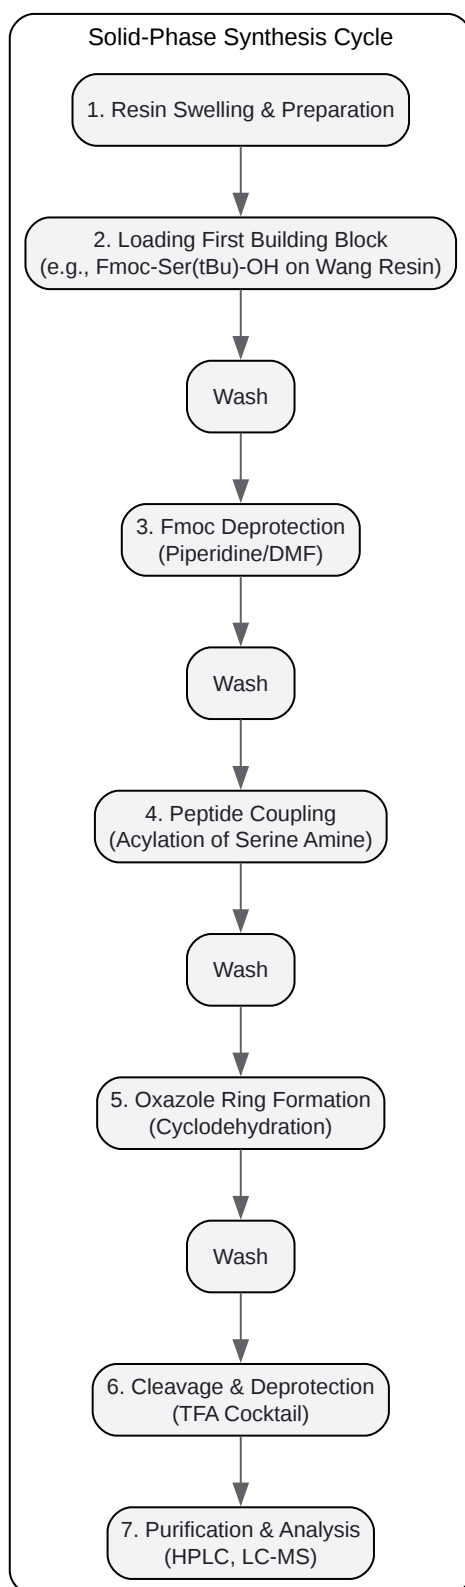 Solid-Phase Synthesis Cycle
1. Resin Swelling & Preparation
2. Loading First Building Block
(e.g., Fmoc-Ser(tBu)-OH on Wang Resin)
Wash
3. Fmoc Deprotection
(Piperidine/DMF)
Wash
4. Peptide Coupling
(Acylation of Serine Amine)
Wash
5. Oxazole Ring Formation
(Cyclodehydration)
Wash
6. Cleavage & Deprotection
(TFA Cocktail)
7. Purification & Analysis
(HPLC, LC-MS)